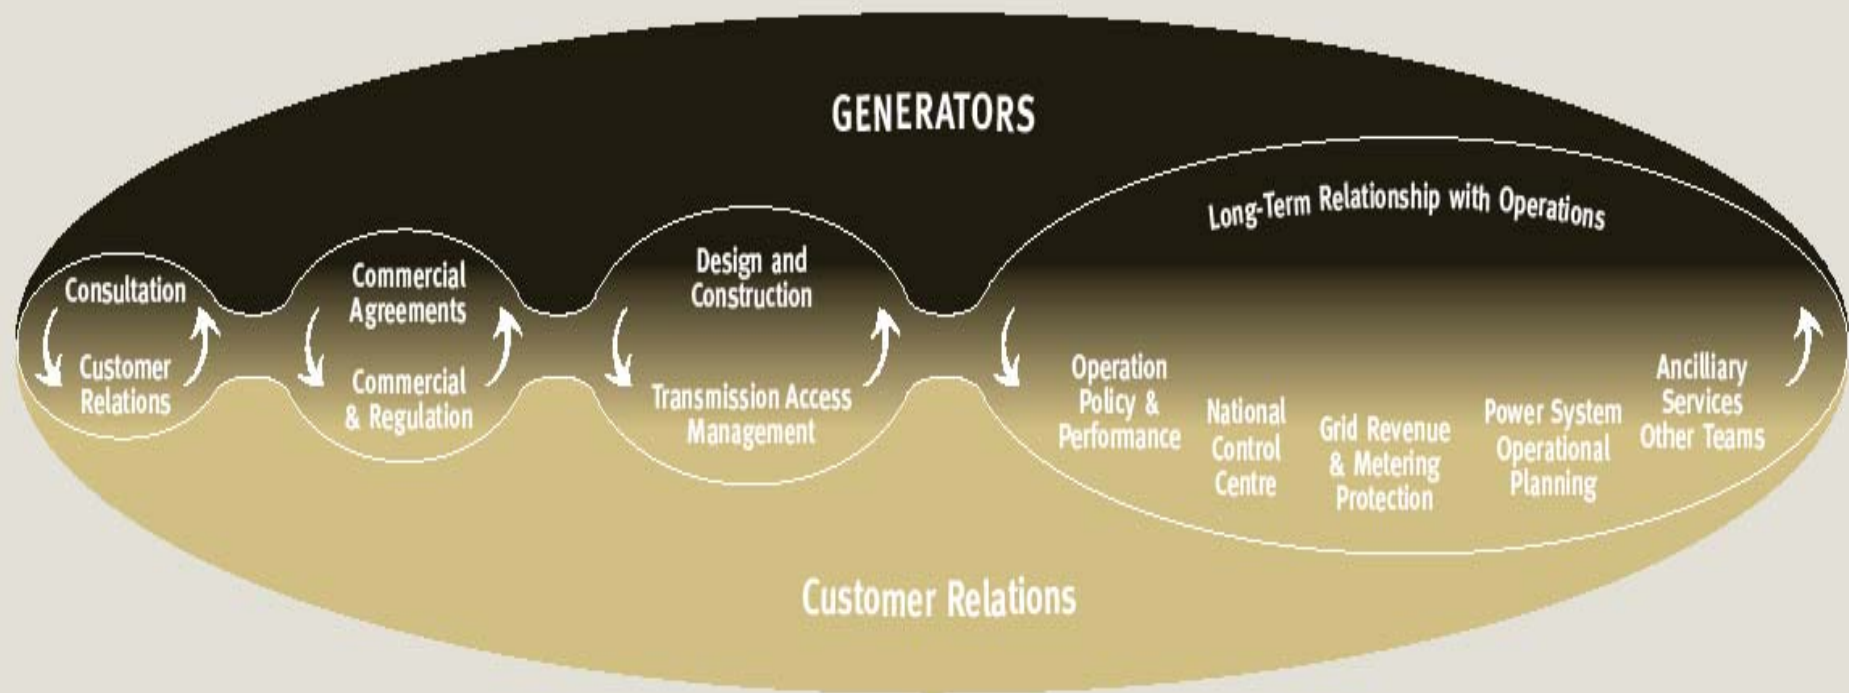 GENERATORS
Long-Term Relationship with Operations
Consultation
Customer
Relations
Commercial
Agreements
Commercial
& Regulation
Design and
Construction
Transmission Access
Management
Operation
Policy &
Performance
National
Control
Centre
Grid Revenue
& Metering
Protection
Power System
Operational
Planning
Ancilliary
Services
Other Teams
Customer Relations